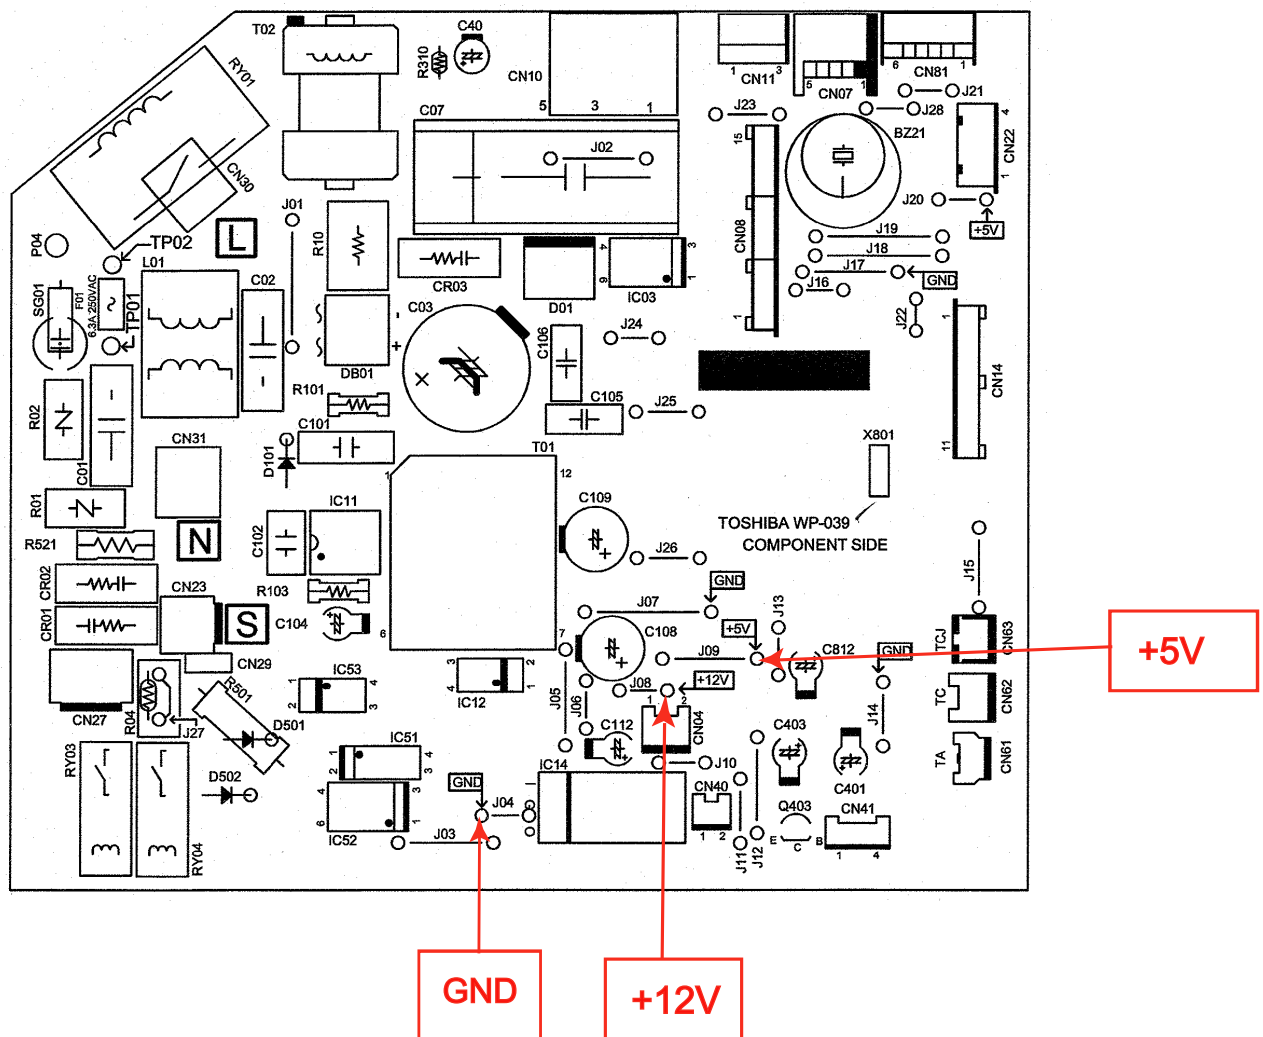 T02
C40
R310
CN10
5 3 1
1 3
CN11
5 1
CN07
6 1
CN81
J21
J28
RY01
CN30
C07
J02
J23
15
BZ21
4
CN22
1
J20
+5V
J01
P04
TP02
L
L01
R10
CR03
D01
4
3
6
1
IC03
CN08
J19
J18
J17
GND
J16
J22
SG01
F01
6.3A 250VAC
TP01
C02
C03
-
+
DB01
C106
J24
1
1
CN14
11
R02
C01
R101
C101
C105
J25
CN31
D101
1
T01
12
X801
R01
C102
IC11
C109
TOSHIBA WP-039
COMPONENT SIDE
N
R521
J26
J15
CR02
R103
GND
CN23
CR01
S
C104
6
7
J07
C108
+5V
J13
J09
C812
GND
TCJ
CN63
+5V
CN29
CN27
R04
J27
R501
D501
1
2
IC53
4
3
3
4
IC12
2
1
J05
J06
J08
+12V
1 2
CN04
J14
TC
CN62
RY03
RY04
D502
IC51
1
2
4
3
C112
C403
C401
TA
CN61
J10
GND
J04
IC14
CN40
1 2
Q403
E C B
CN41
1 4
4
6
3
1
IC52
J03
J11
J12
GND
+12V